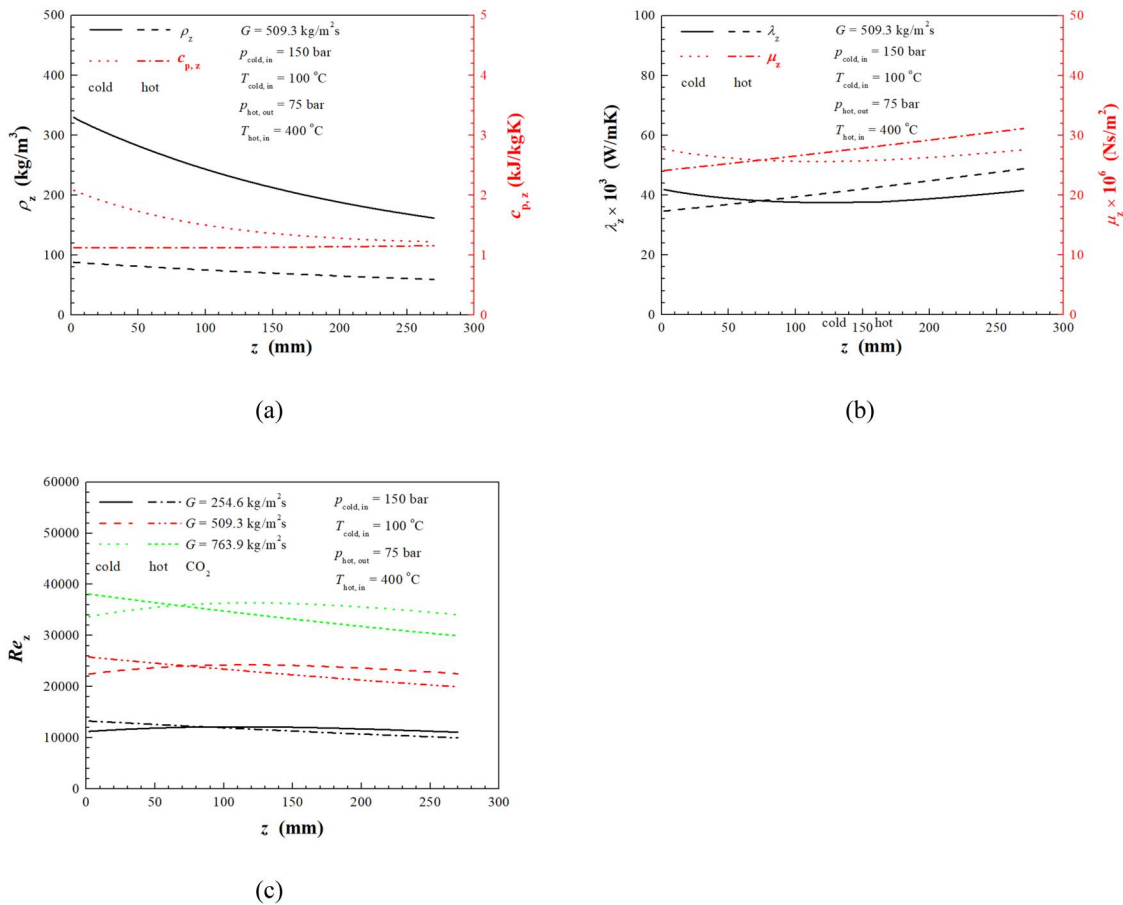 500
400
300
200
100
0
ρz (kg/m³)
ρz
cp, z
cold hot
G = 509.3 kg/m²s
pcold, in = 150 bar
Tcold, in = 100 °C
phot, out = 75 bar
Thot, in = 400 °C
5
4
3
2
1
0
cp, z (kJ/kgK)
0 50 100 150 200 250 300
z (mm)
(a)
100
80
60
40
20
0
λz × 10³ (W/mK)
λz
μz
cold hot
G = 509.3 kg/m²s
pcold, in = 150 bar
Tcold, in = 100 °C
phot, out = 75 bar
Thot, in = 400 °C
50
40
30
20
10
0
μz × 10⁶ (Ns/m²)
cold hot
0 50 100 150 200 250 300
z (mm)
(b)
60000
50000
40000
30000
20000
10000
0
Rez
G = 254.6 kg/m²s
G = 509.3 kg/m²s
G = 763.9 kg/m²s
cold hot CO₂
pcold, in = 150 bar
Tcold, in = 100 °C
phot, out = 75 bar
Thot, in = 400 °C
0 50 100 150 200 250 300
z (mm)
(c)